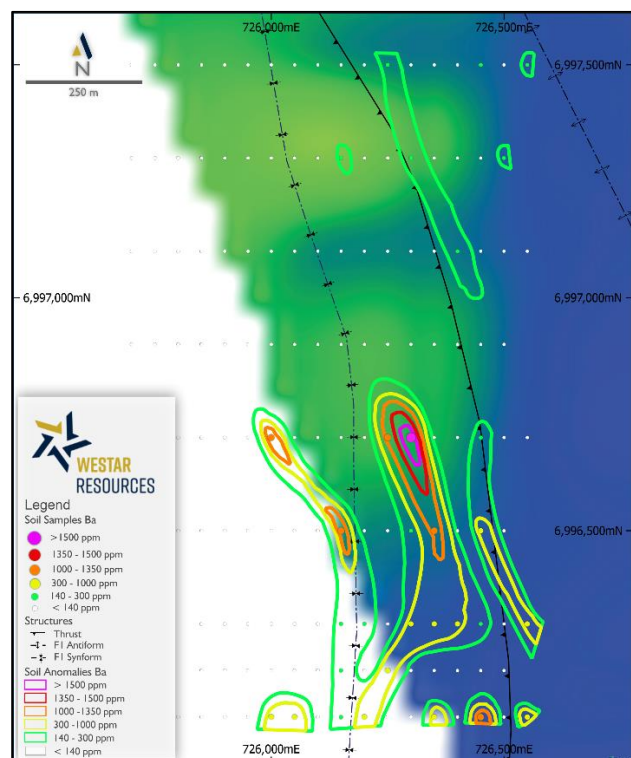 726,000mE
726,500mE
N
250 m
6,997,500mN
6,997,000mN
6,997,000mN
WESTAR
RESOURCES
Legend
Soil Samples Ba
>1500 ppm
1350 - 1500 ppm
1000 - 1350 ppm
300 - 1000 ppm
140 - 300 ppm
< 140 ppm
Structures
Thrust
F1 Antiform
F1 Synform
Soil Anomalies Ba
> 1500 ppm
1350 - 1500 ppm
1000 -1350 ppm
300 -1000 ppm
140 - 300 ppm
< 140 ppm
6,996,500mN
726,000mE
726,500mE